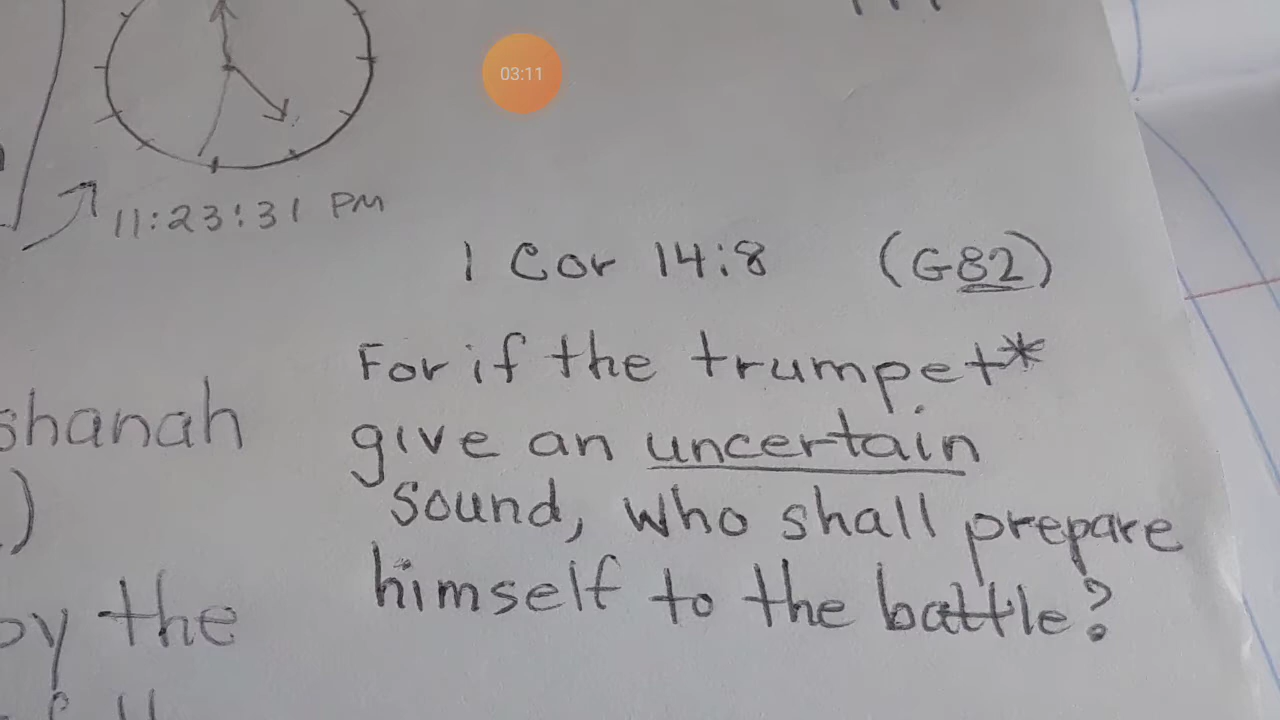 03:11
11:23:31 PM
1 Cor 14:8 (G82)
For if the trumpet*
give an uncertain
sound, who shall prepare
himself to the battle?
shanah
)
by the